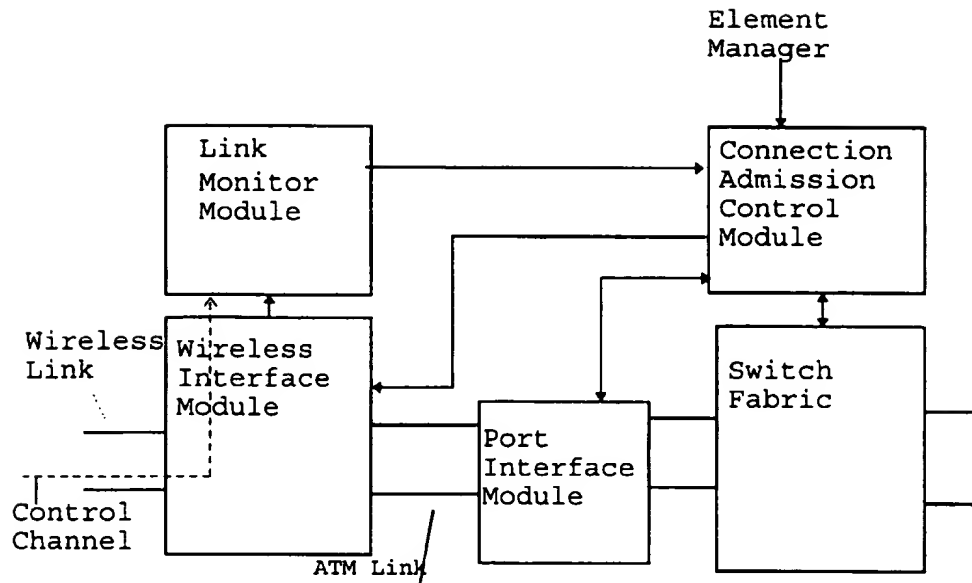 Element
Manager
Link
Monitor
Module
Connection
Admission
Control
Module
Wireless
Link
Wireless
Interface
Module
Switch
Fabric
Port
Interface
Module
Control
Channel
ATM Link